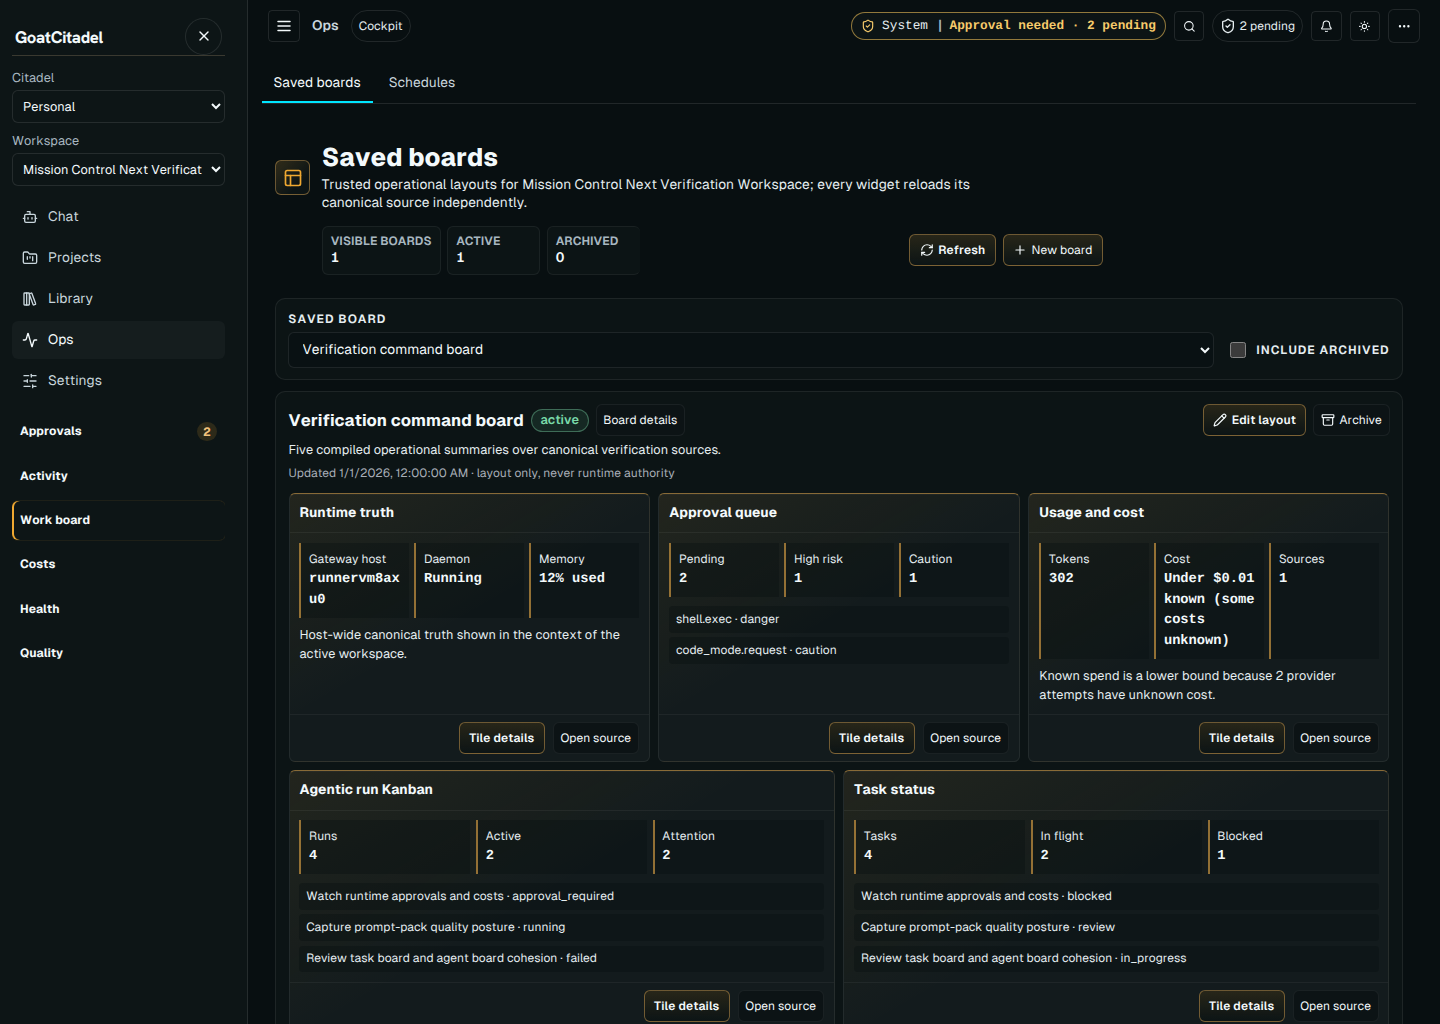 GoatCitadel
Citadel
Personal
Workspace
Mission Control Next Verificat
Chat
Projects
Library
Ops
Settings
Approvals 2
Activity
Work board
Costs
Health
Quality
Ops Cockpit
System | Approval needed · 2 pending
2 pending
Saved boards Schedules
Saved boards
Trusted operational layouts for Mission Control Next Verification Workspace; every widget reloads its
canonical source independently.
VISIBLE BOARDS ACTIVE ARCHIVED
1 1 0
Refresh New board
SAVED BOARD
Verification command board
INCLUDE ARCHIVED
Verification command board active Board details
Edit layout Archive
Five compiled operational summaries over canonical verification sources.
Updated 1/1/2026, 12:00:00 AM · layout only, never runtime authority
Runtime truth
Gateway host Daemon Memory
runnervm8ax Running 12% used
u0
Host-wide canonical truth shown in the context of the
active workspace.
Tile details Open source
Approval queue
Pending High risk Caution
2 1 1
shell.exec · danger
code_mode.request · caution
Tile details Open source
Usage and cost
Tokens Cost Sources
302 Under $0.01 1
known (some
costs
unknown)
Known spend is a lower bound because 2 provider
attempts have unknown cost.
Tile details Open source
Agentic run Kanban
Runs Active Attention
4 2 2
Watch runtime approvals and costs · approval_required
Capture prompt-pack quality posture · running
Review task board and agent board cohesion · failed
Tile details Open source
Task status
Tasks In flight Blocked
4 2 1
Watch runtime approvals and costs · blocked
Capture prompt-pack quality posture · review
Review task board and agent board cohesion · in_progress
Tile details Open source